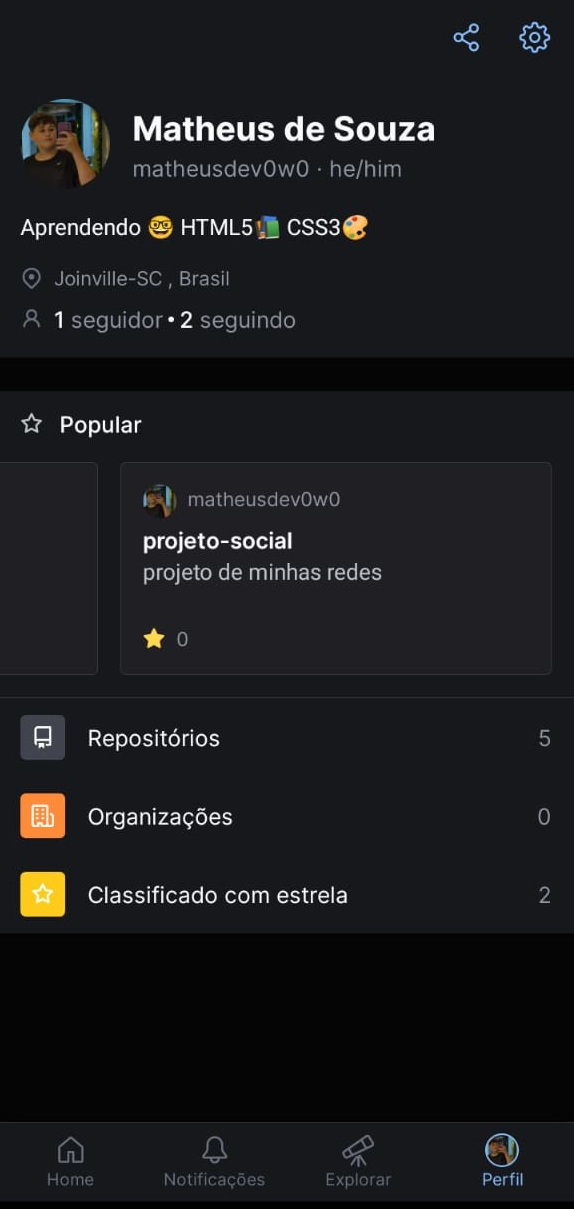 Matheus de Souza
matheusdev0w0 · he/him
Aprendendo 🤓 HTML5📚 CSS3🎨
Joinville-SC , Brasil
1 seguidor • 2 seguindo
Popular
matheusdev0w0
projeto-social
projeto de minhas redes
0
Repositórios 5
Organizações 0
Classificado com estrela 2
Home Notificações Explorar Perfil